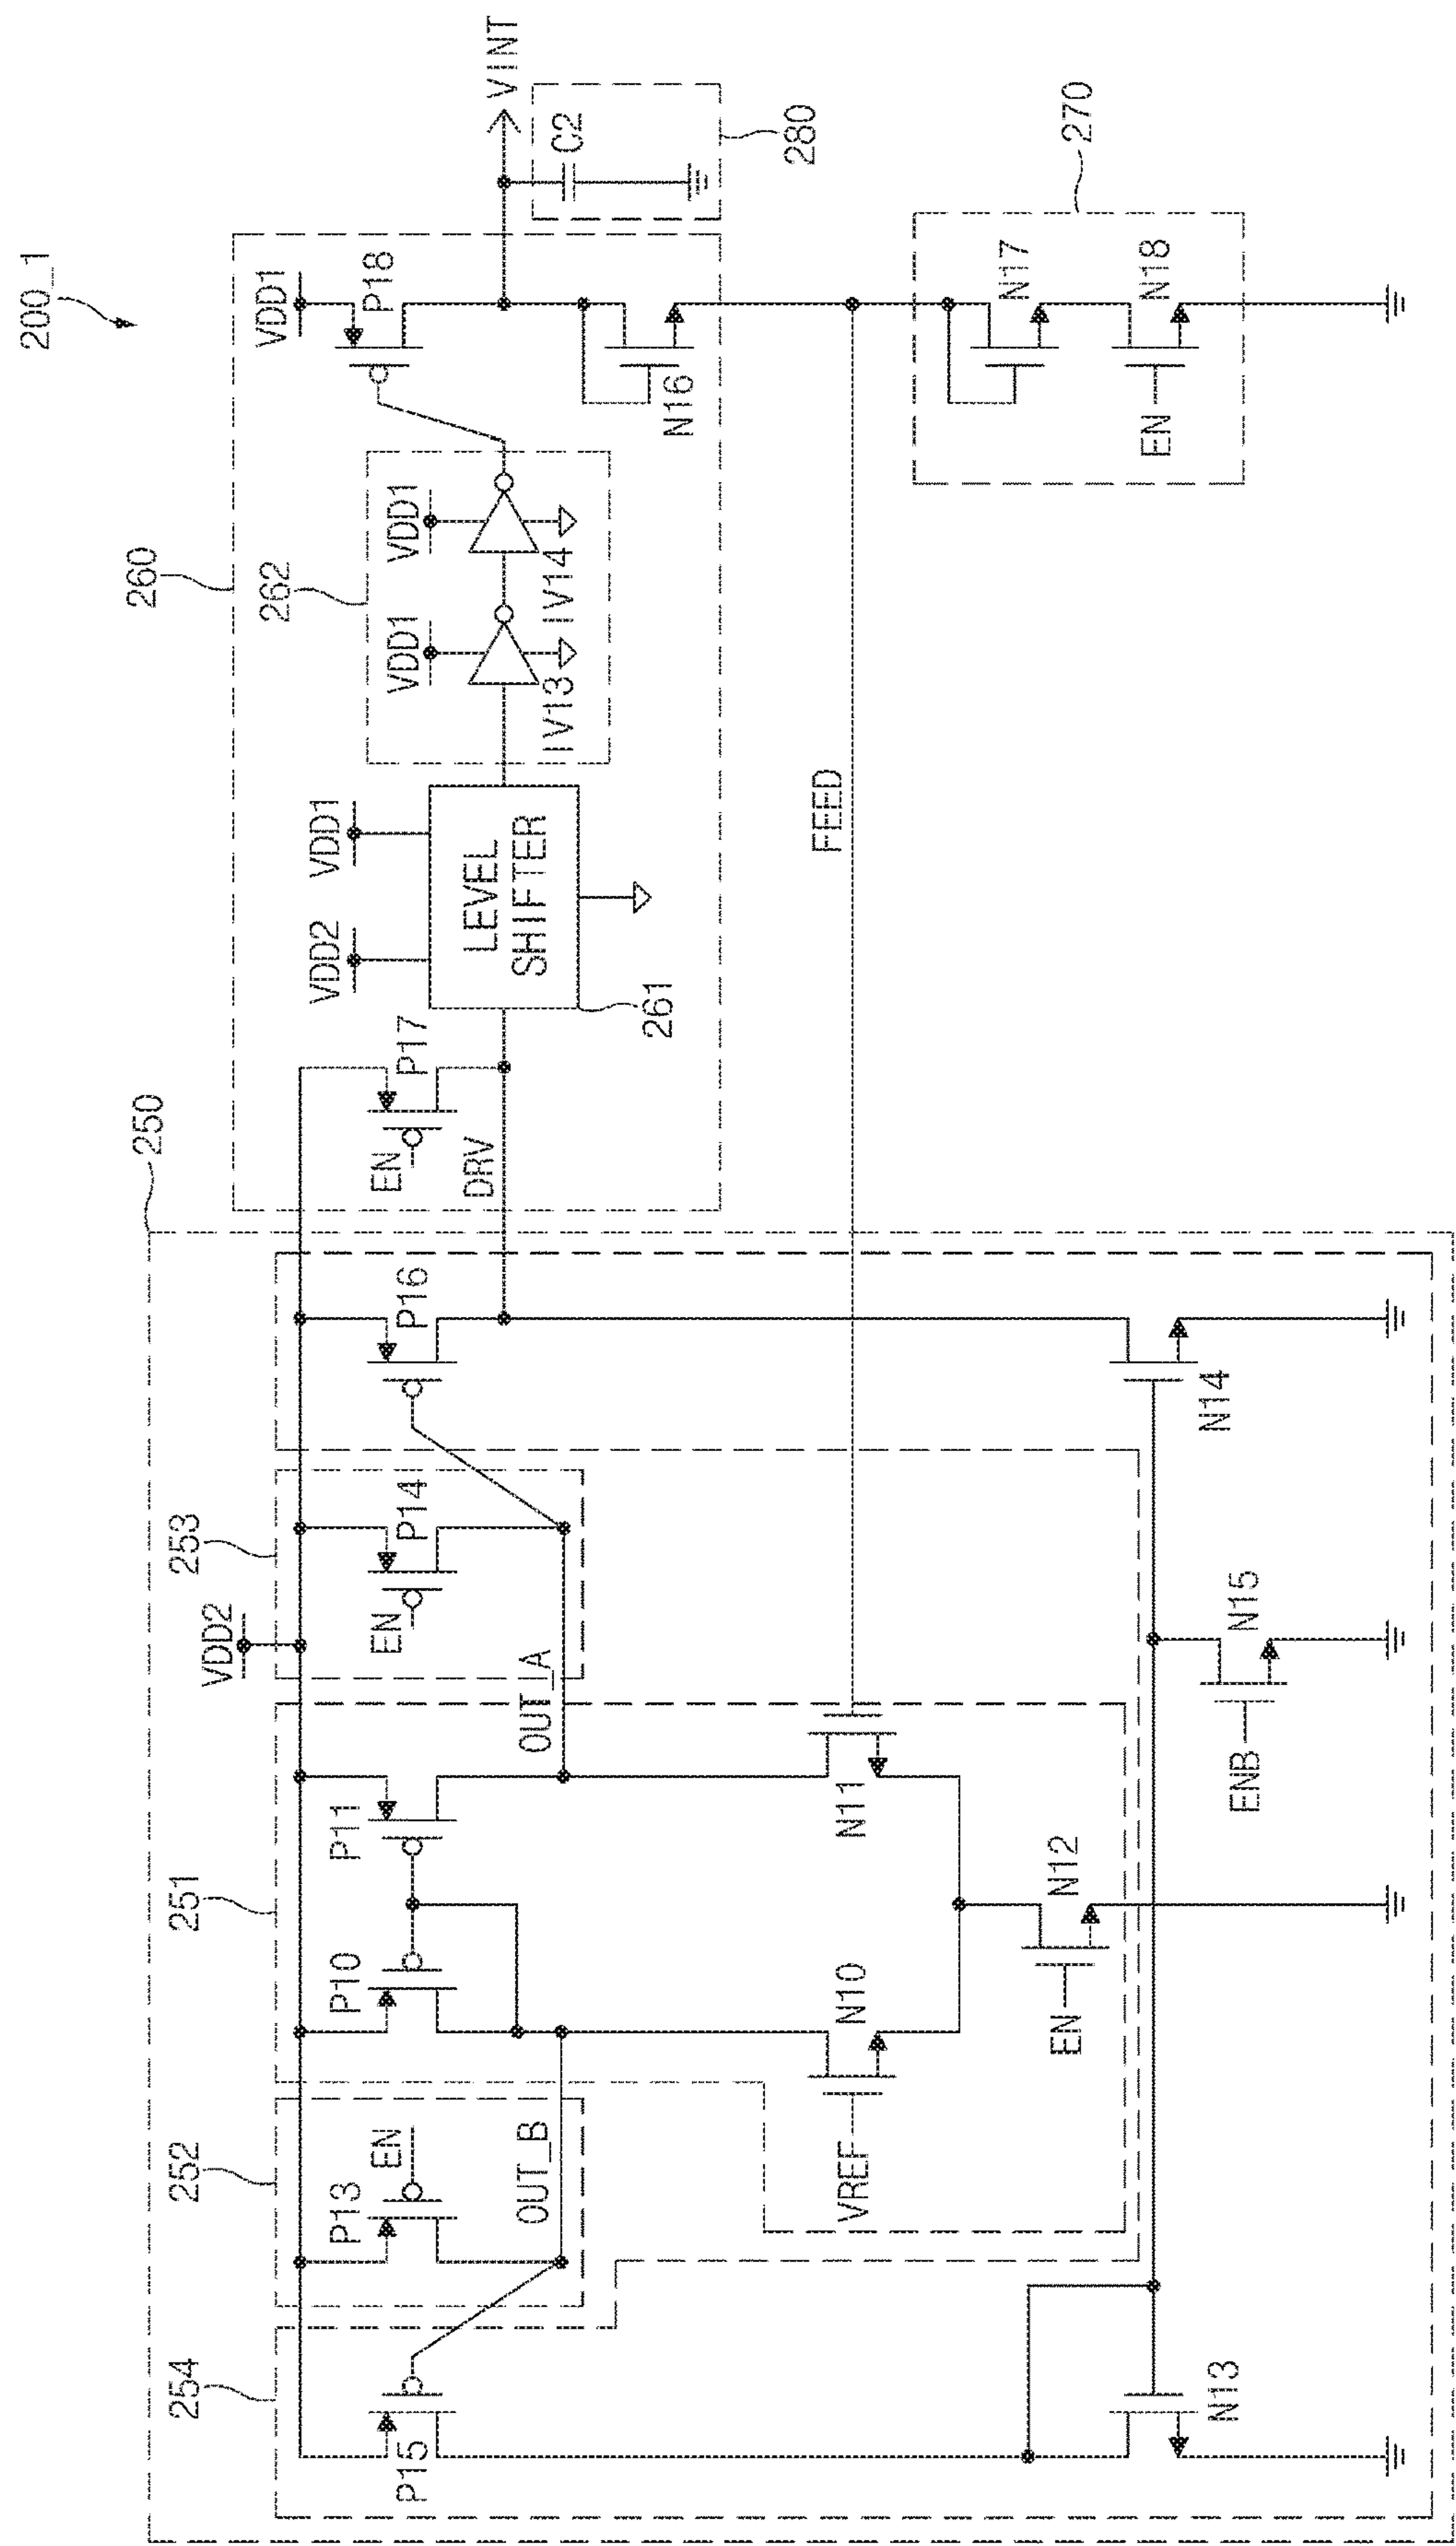 200_1
250
254
252
251
VDD2
253
260
262
P15
P13
EN
OUT_B
P10
P11
OUT_A
EN
P14
P16
EN
P17
DRV
VDD2
VDD1
LEVEL
SHIFTER
261
VDD1
IV13
VDD1
IV14
VDD1
P18
N16
VINT
C2
280
FEED
VREF
N10
N11
EN
N12
ENB
N15
N13
N14
N17
EN
N18
270